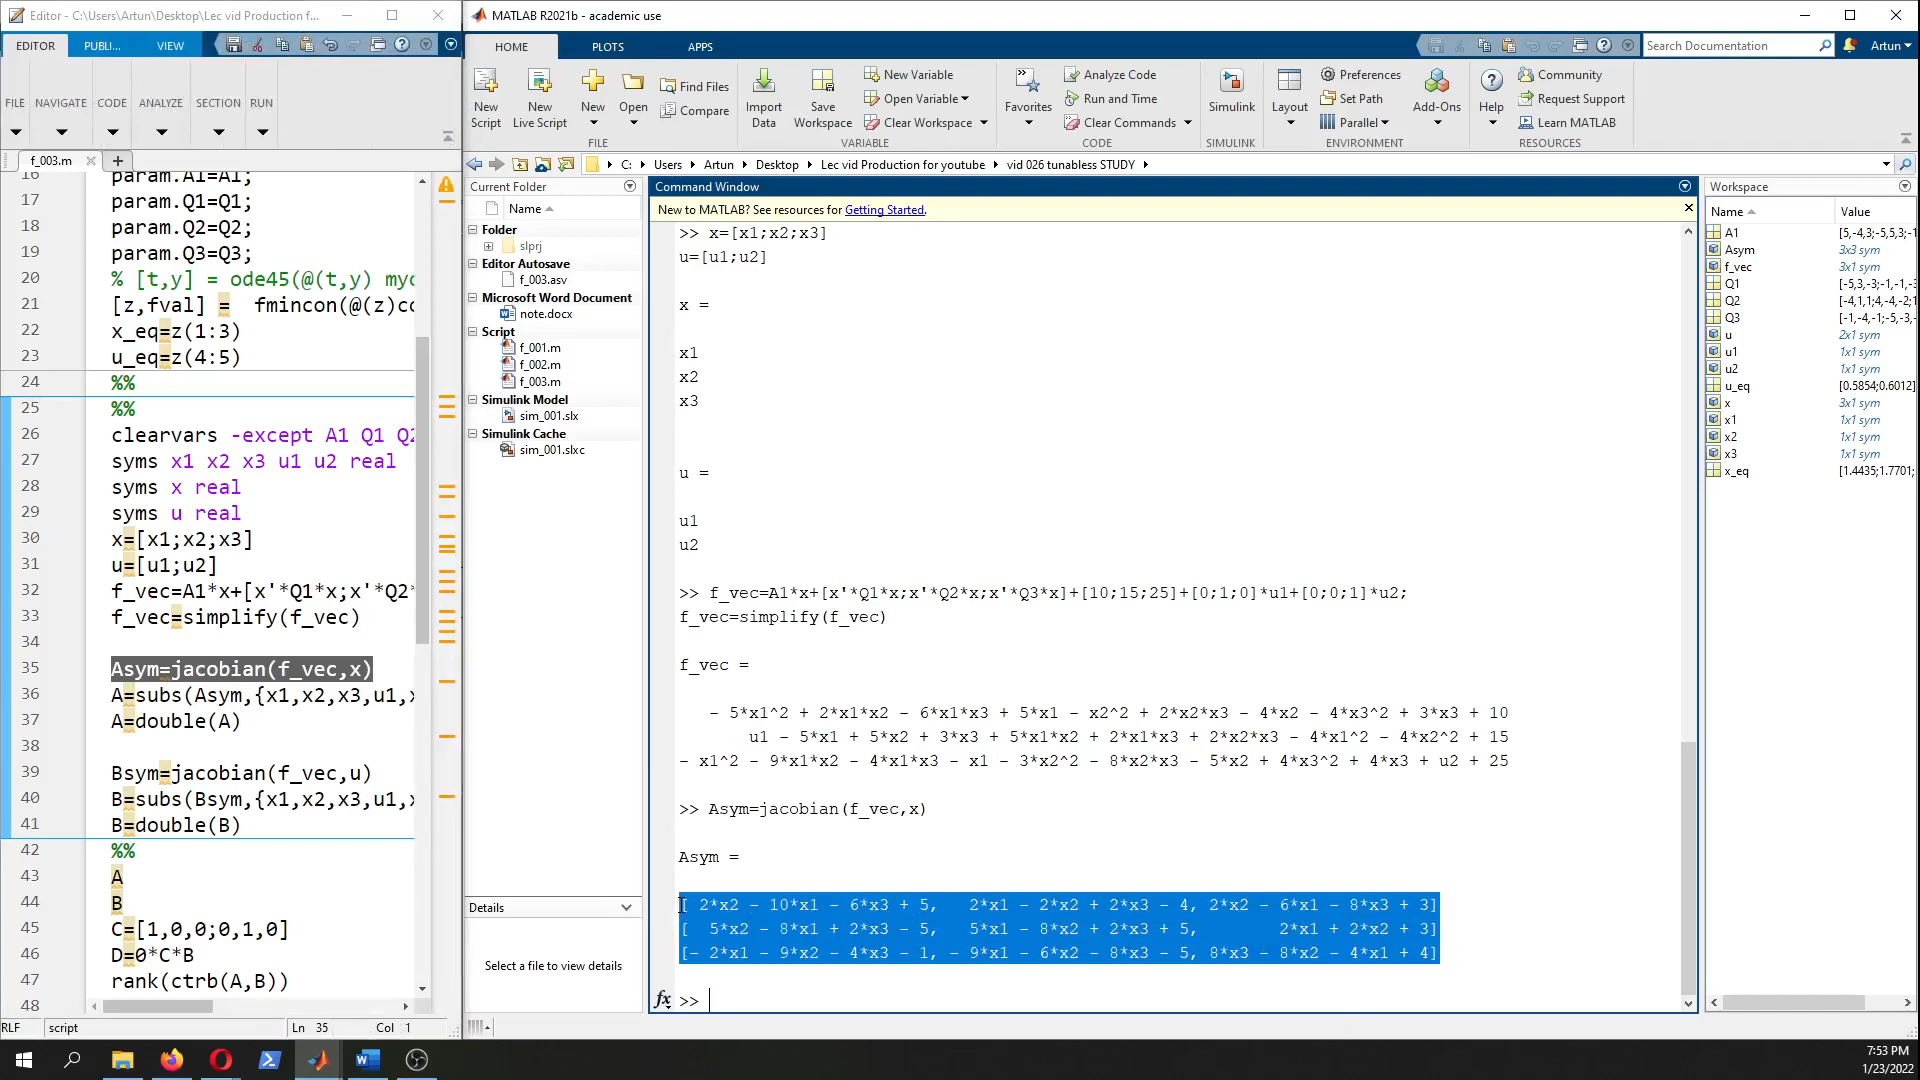 Editor - C:\Users\Artun\Desktop\Lec vid Production f...
EDITOR PUBLI... VIEW
FILE NAVIGATE CODE ANALYZE SECTION RUN
f_003.m
16 param.A1=A1;
17 param.Q1=Q1;
18 param.Q2=Q2;
19 param.Q3=Q3;
20 % [t,y] = ode45(@(t,y) myo
21 [z,fval] = fmincon(@(z)co
22 x_eq=z(1:3)
23 u_eq=z(4:5)
24 %%
25 %%
26 clearvars -except A1 Q1 Q2
27 syms x1 x2 x3 u1 u2 real
28 syms x real
29 syms u real
30 x=[x1;x2;x3]
31 u=[u1;u2]
32 f_vec=A1*x+[x'*Q1*x;x'*Q2*
33 f_vec=simplify(f_vec)
34
35 Asym=jacobian(f_vec,x)
36 A=subs(Asym,{x1,x2,x3,u1,
37 A=double(A)
38
39 Bsym=jacobian(f_vec,u)
40 B=subs(Bsym,{x1,x2,x3,u1,
41 B=double(B)
42 %%
43 A
44 B
45 C=[1,0,0;0,1,0]
46 D=0*C*B
47 rank(ctrb(A,B))
48
RLF script Ln 35 Col 1
MATLAB R2021b - academic use
HOME PLOTS APPS
Search Documentation Artun
New Script
New Live Script
New
Open
Find Files
Compare
FILE
Import Data
Save Workspace
New Variable
Open Variable
Clear Workspace
VARIABLE
Favorites
Analyze Code
Run and Time
Clear Commands
CODE
Simulink
SIMULINK
Layout
Preferences
Set Path
Parallel
ENVIRONMENT
Add-Ons
Help
Community
Request Support
Learn MATLAB
RESOURCES
C: Users Artun Desktop Lec vid Production for youtube vid 026 tunabless STUDY
Current Folder
Name
Folder
slprj
Editor Autosave
f_003.asv
Microsoft Word Document
note.docx
Script
f_001.m
f_002.m
f_003.m
Simulink Model
sim_001.slx
Simulink Cache
sim_001.slxc
Details
Select a file to view details
Command Window
New to MATLAB? See resources for Getting Started.
>> x=[x1;x2;x3]
u=[u1;u2]
x =
x1
x2
x3
u =
u1
u2
>> f_vec=A1*x+[x'*Q1*x;x'*Q2*x;x'*Q3*x]+[10;15;25]+[0;1;0]*u1+[0;0;1]*u2;
f_vec=simplify(f_vec)
f_vec =
- 5*x1^2 + 2*x1*x2 - 6*x1*x3 + 5*x1 - x2^2 + 2*x2*x3 - 4*x2 - 4*x3^2 + 3*x3 + 10
u1 - 5*x1 + 5*x2 + 3*x3 + 5*x1*x2 + 2*x1*x3 + 2*x2*x3 - 4*x1^2 - 4*x2^2 + 15
- x1^2 - 9*x1*x2 - 4*x1*x3 - x1 - 3*x2^2 - 8*x2*x3 - 5*x2 + 4*x3^2 + 4*x3 + u2 + 25
>> Asym=jacobian(f_vec,x)
Asym =
[ 2*x2 - 10*x1 - 6*x3 + 5, 2*x1 - 2*x2 + 2*x3 - 4, 2*x2 - 6*x1 - 8*x3 + 3]
[ 5*x2 - 8*x1 + 2*x3 - 5, 5*x1 - 8*x2 + 2*x3 + 5, 2*x1 + 2*x2 + 3]
[- 2*x1 - 9*x2 - 4*x3 - 1, - 9*x1 - 6*x2 - 8*x3 - 5, 8*x3 - 8*x2 - 4*x1 + 4]
fx >>
Workspace
Name Value
A1 [5,-4,3;-5,5,3;-1
Asym 3x3 sym
f_vec 3x1 sym
Q1 [-5,3,-3;-1,-1,-3
Q2 [-4,1,1;4,-4,-2;1
Q3 [-1,-4,-1;-5,-3,-
u 2x1 sym
u1 1x1 sym
u2 1x1 sym
u_eq [0.5854;0.6012]
x 3x1 sym
x1 1x1 sym
x2 1x1 sym
x3 1x1 sym
x_eq [1.4435;1.7701;
7:53 PM
1/23/2022